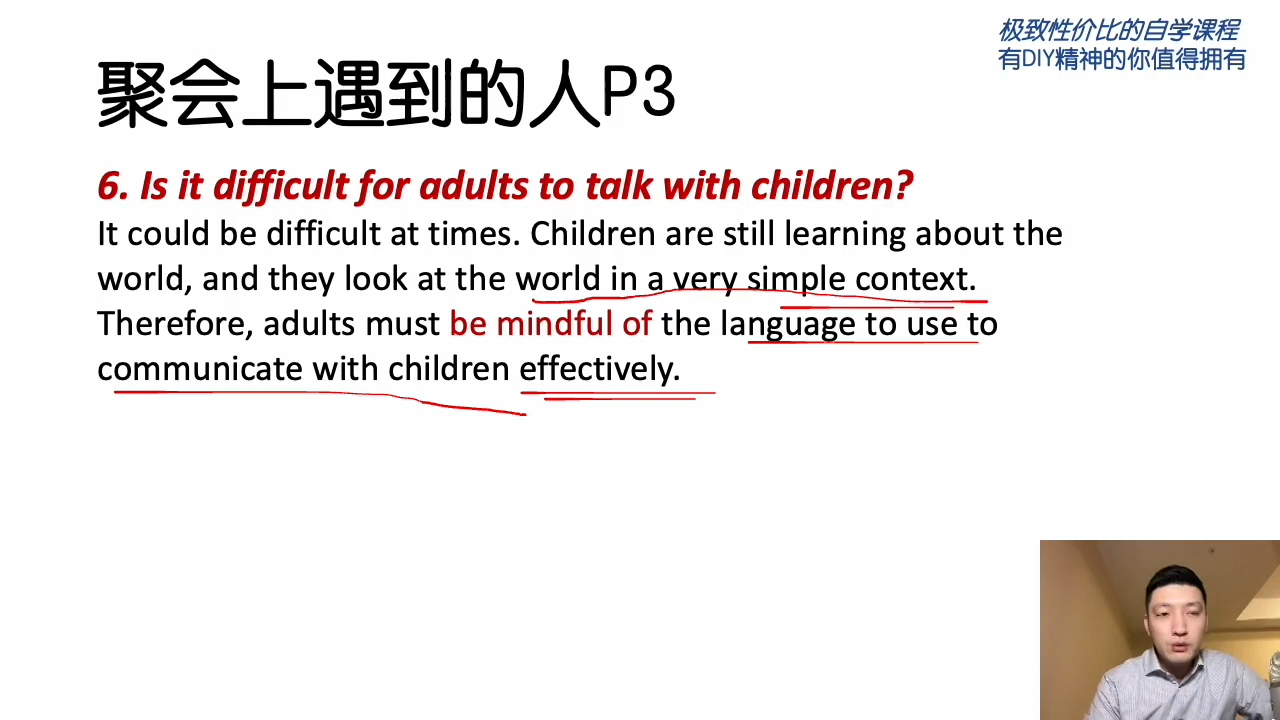 极致性价比的自学课程
有DIY精神的你值得拥有
聚会上遇到的人P3
6. Is it difficult for adults to talk with children?
It could be difficult at times. Children are still learning about the
world, and they look at the world in a very simple context.
Therefore, adults must be mindful of the language to use to
communicate with children effectively.